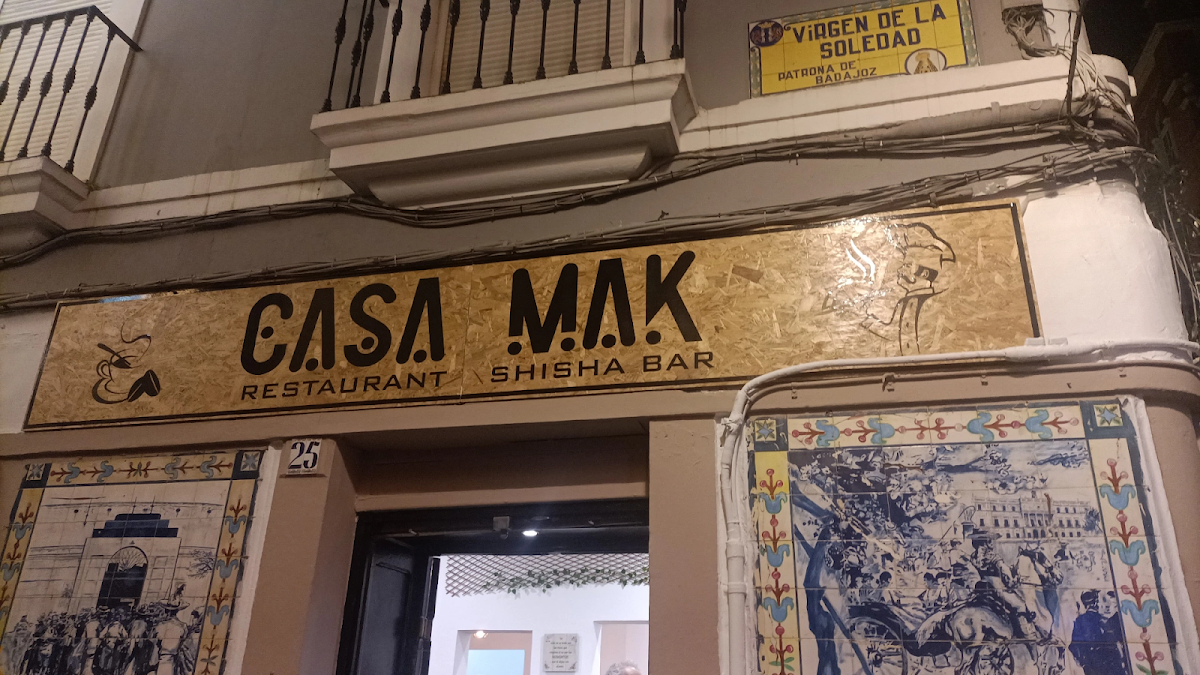 VIRGEN DE LA
SOLEDAD
PATRONA DE
BADAJOZ
CASA MAK
RESTAURANT SHISHA BAR
25